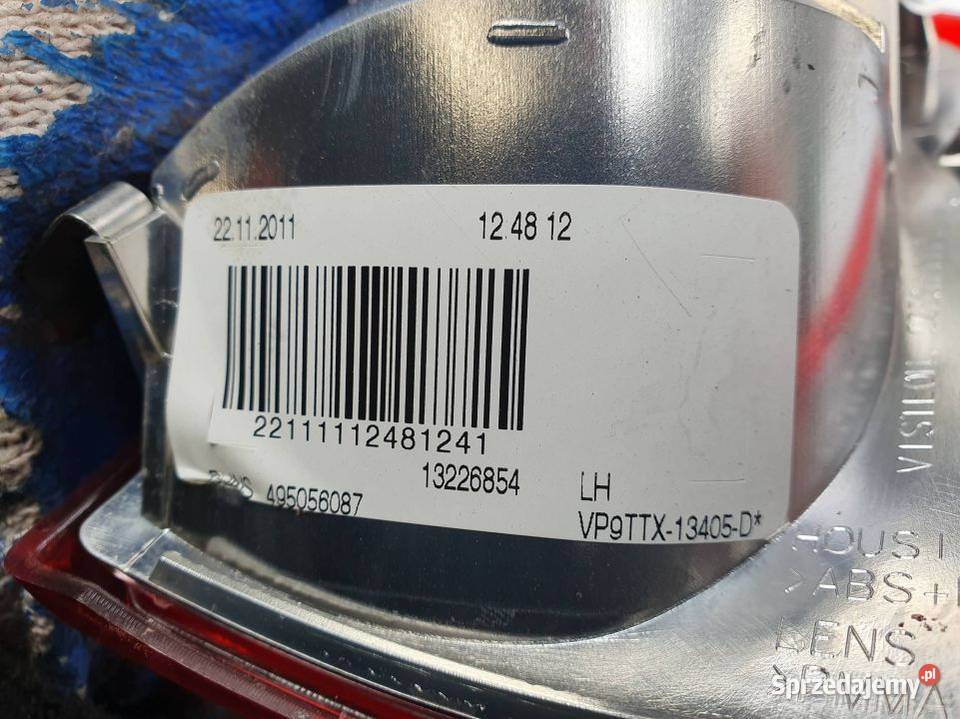 22.11.2011 12 48 12
22111112481241
13226854
495056087
LH
VP9TTX-13405-D*
VISTEON
HOUSI
>ABS+
LENS
Sprzedajemy.pl